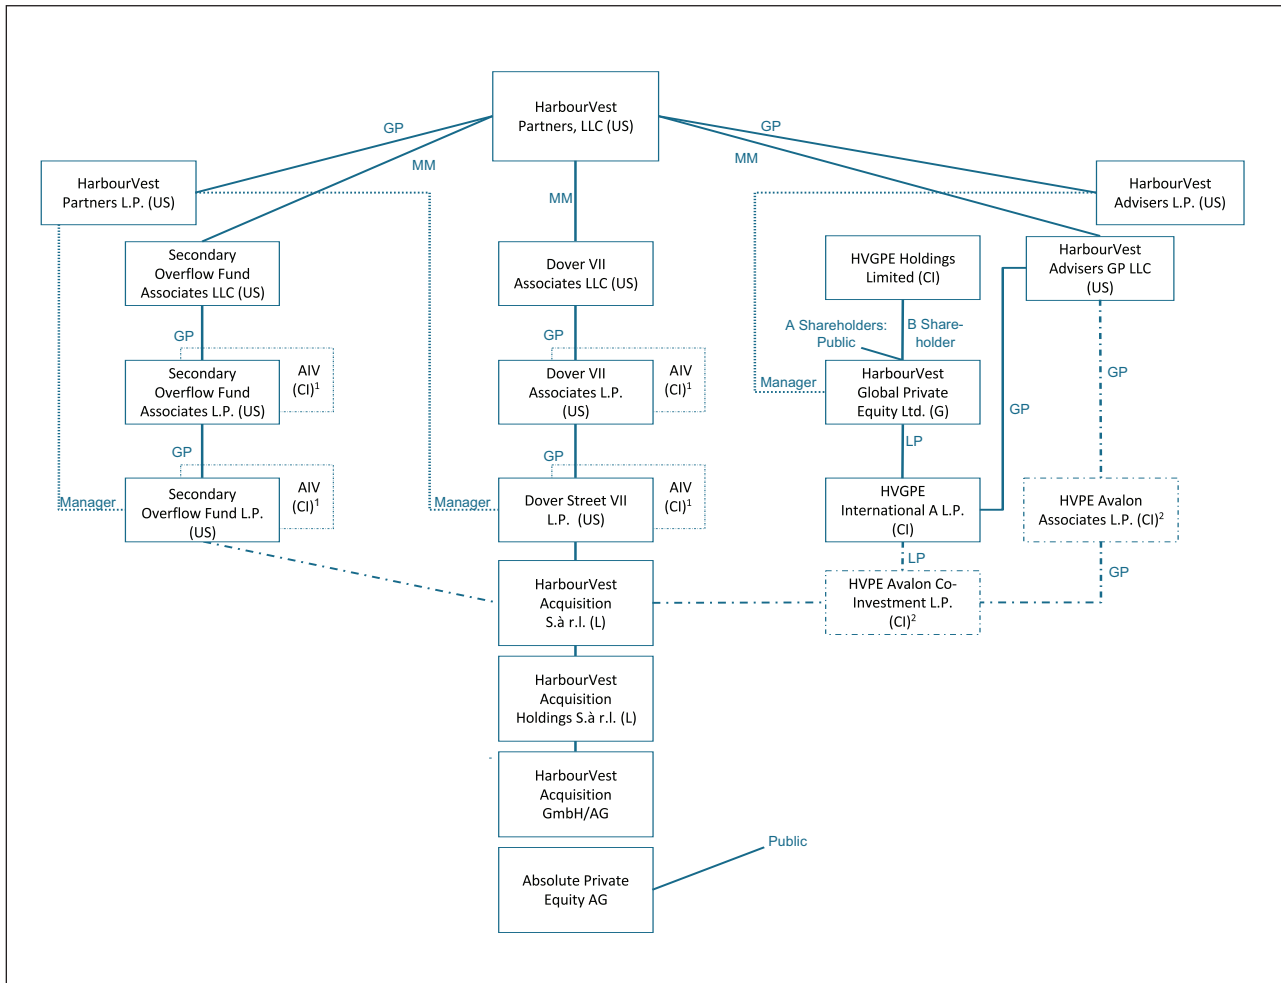 HarbourVest
Partners, LLC (US)
GP
MM
GP
MM
MM
HarbourVest
Partners L.P. (US)
HarbourVest
Advisers L.P. (US)
Secondary
Overflow Fund
Associates LLC (US)
Dover VII
Associates LLC (US)
HVGPE Holdings
Limited (CI)
HarbourVest
Advisers GP LLC
(US)
GP
GP
A Shareholders:
Public
B Share-
holder
Secondary
Overflow Fund
Associates L.P. (US)
AIV
(CI)1
Dover VII
Associates L.P.
(US)
AIV
(CI)1
Manager
HarbourVest
Global Private
Equity Ltd. (G)
GP
GP
GP
GP
LP
Manager
Secondary
Overflow Fund L.P.
(US)
AIV
(CI)1
Manager
Dover Street VII
L.P. (US)
AIV
(CI)1
HVGPE
International A L.P.
(CI)
HVPE Avalon
Associates L.P. (CI)2
LP
GP
HarbourVest
Acquisition
S.à r.l. (L)
HVPE Avalon Co-
Investment L.P.
(CI)2
HarbourVest
Acquisition
Holdings S.à r.l. (L)
HarbourVest
Acquisition
GmbH/AG
Public
Absolute Private
Equity AG